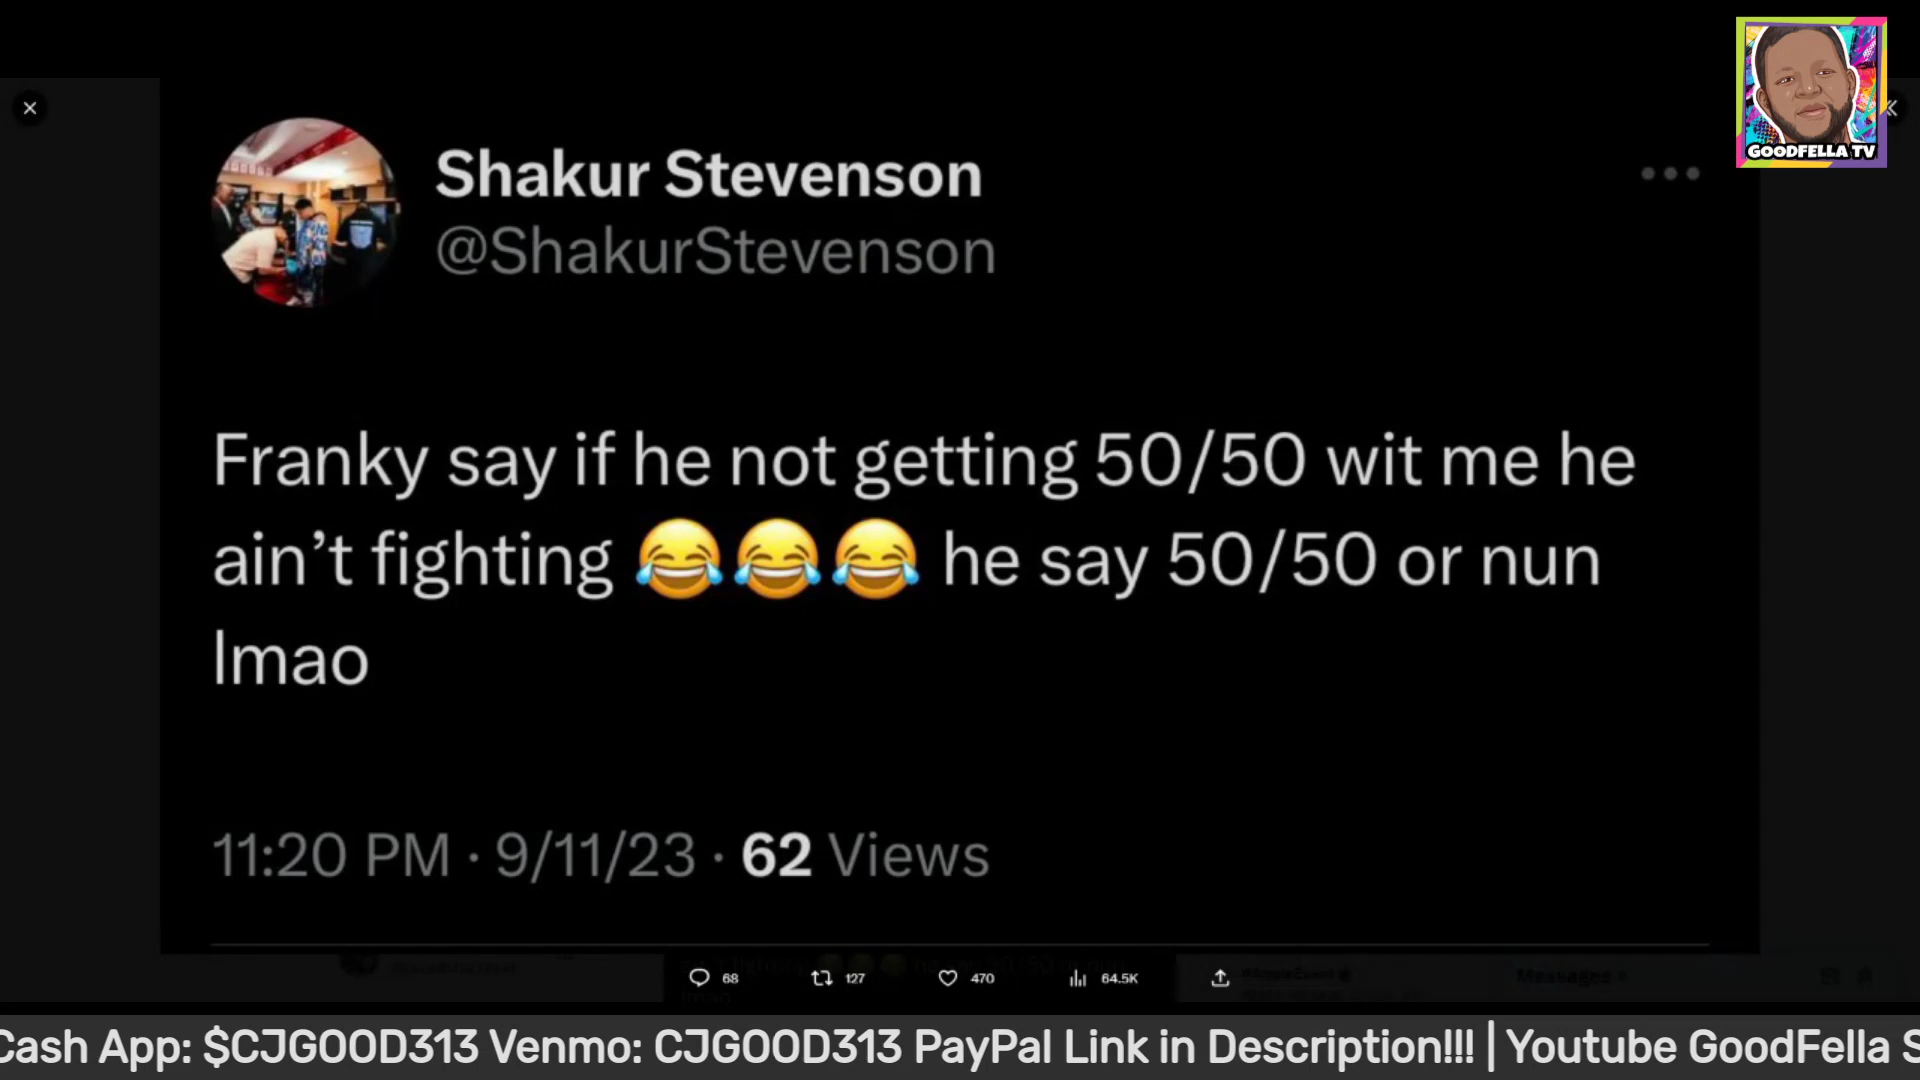 GOODFELLA TV
Shakur Stevenson
@ShakurStevenson
Franky say if he not getting 50/50 wit me he
ain’t fighting 😂😂😂 he say 50/50 or nun
lmao
11:20 PM · 9/11/23 · 62 Views
68 127 470 64.5K
Messages
Cash App: $CJGOOD313 Venmo: CJGOOD313 PayPal Link in Description!!! | Youtube GoodFella S